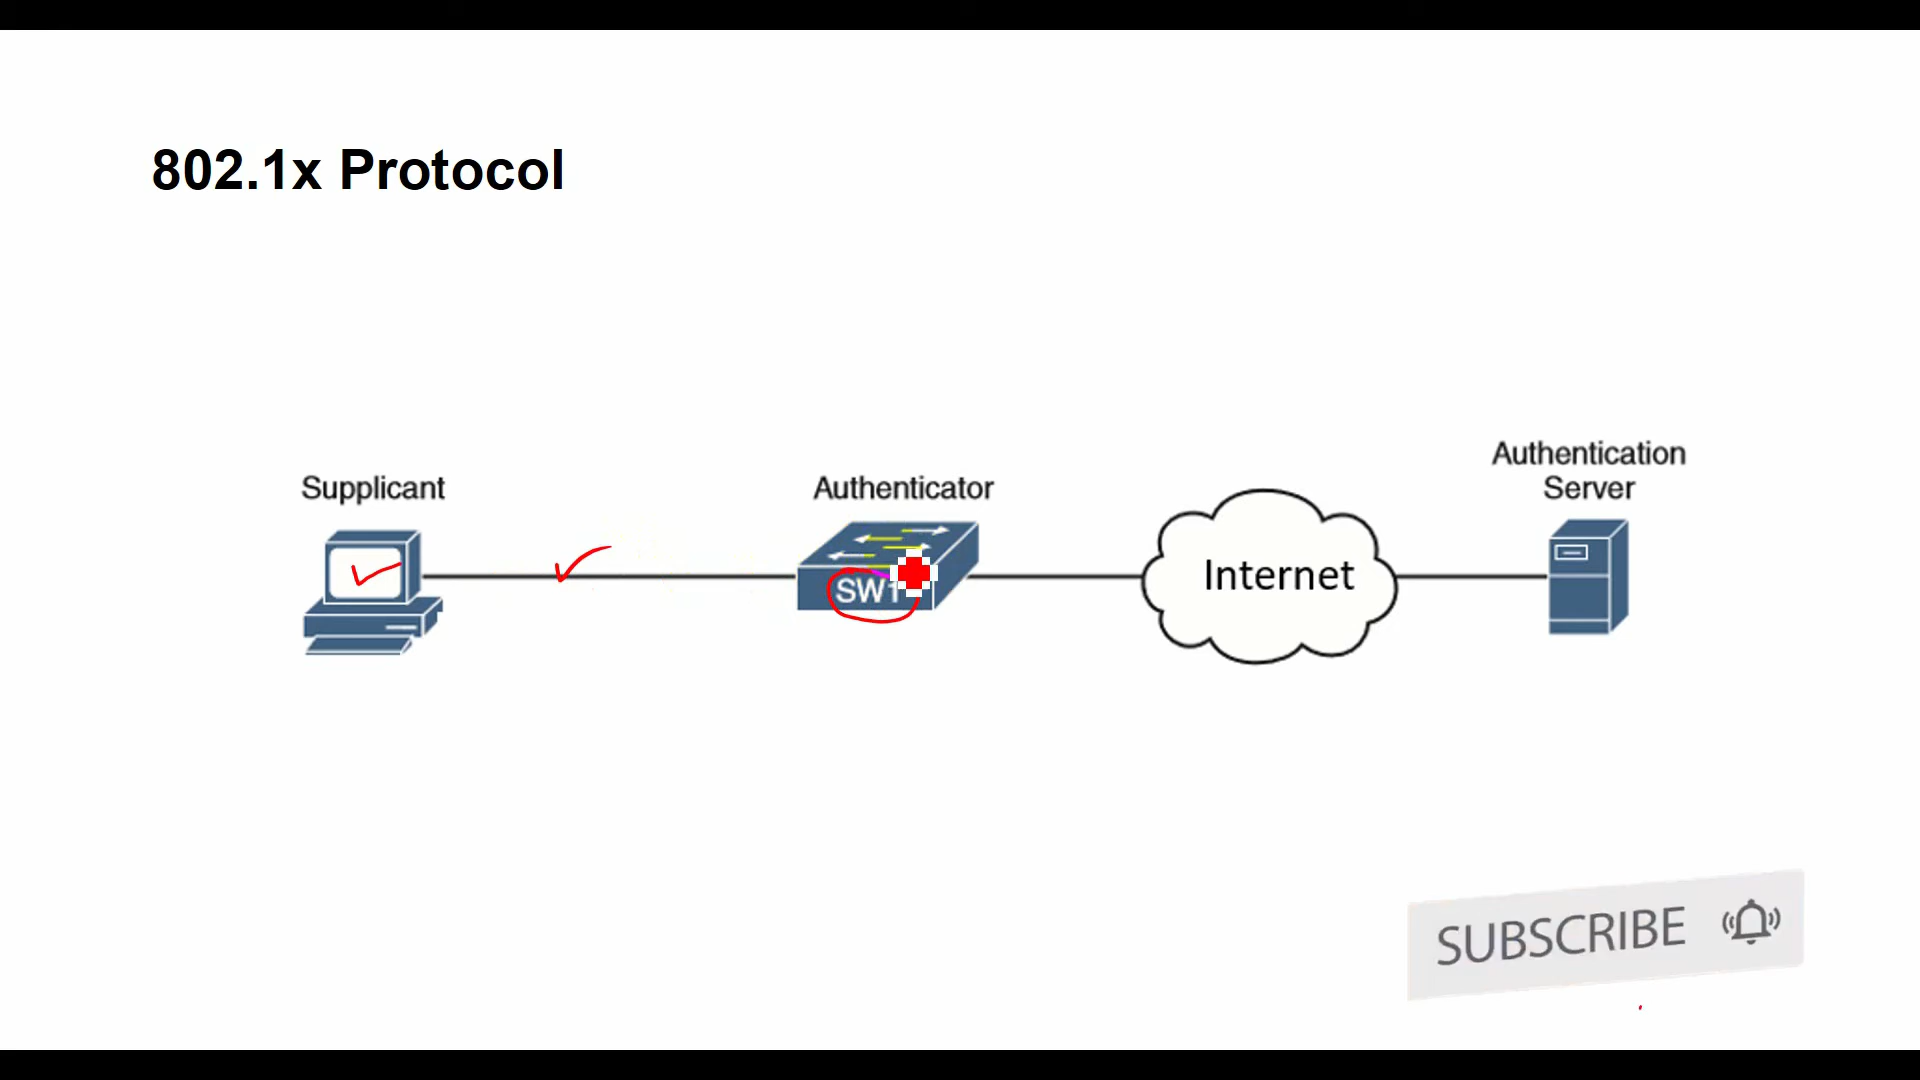 802.1x Protocol
Supplicant
Authenticator
Authentication
Server
SW1
Internet
SUBSCRIBE